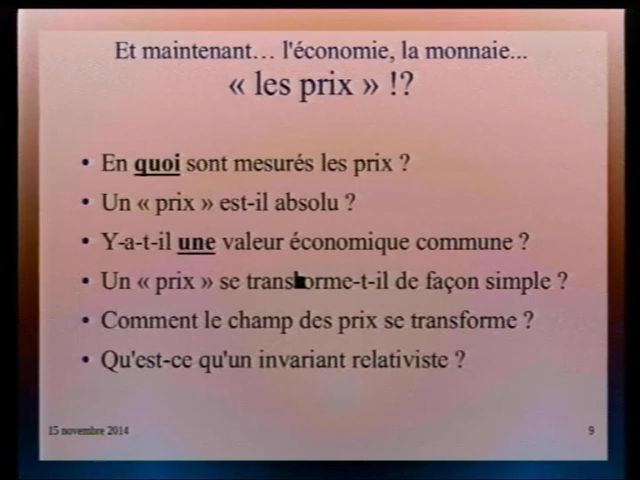 Et maintenant… l'économie, la monnaie...
« les prix » !?
• En quoi sont mesurés les prix ?
• Un « prix » est-il absolu ?
• Y-a-t-il une valeur économique commune ?
• Un « prix » se transforme-t-il de façon simple ?
• Comment le champ des prix se transforme ?
• Qu'est-ce qu'un invariant relativiste ?
15 novembre 2014
9